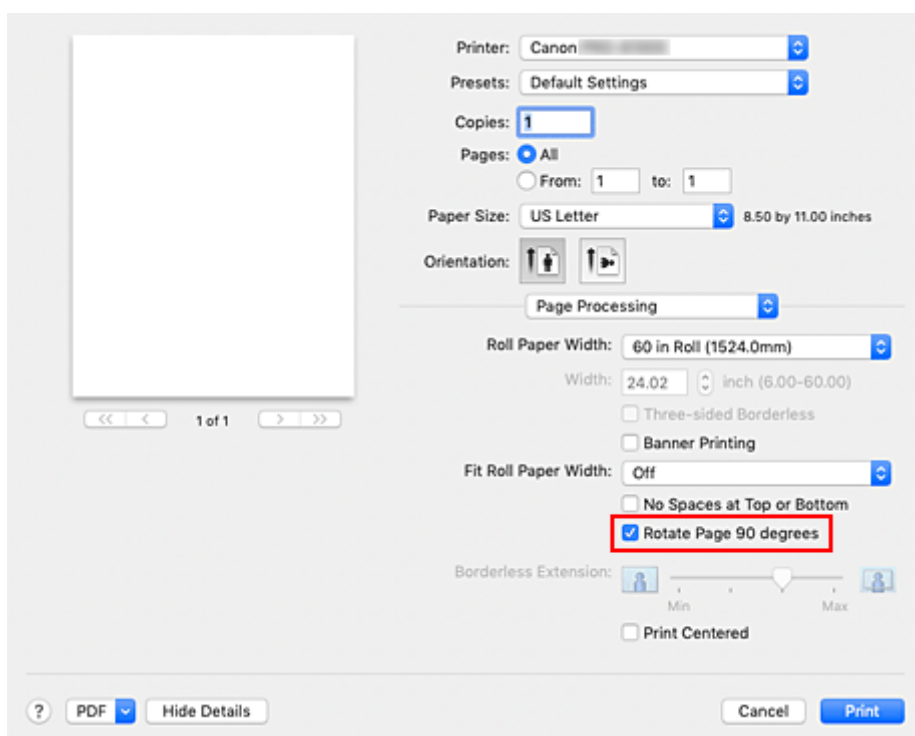 Printer: Canon
Presets: Default Settings
Copies: 1
Pages: All
From: 1 to: 1
Paper Size: US Letter 8.50 by 11.00 inches
Orientation:
Page Processing
Roll Paper Width: 60 in Roll (1524.0mm)
Width: 24.02 inch (6.00-60.00)
Three-sided Borderless
Banner Printing
Fit Roll Paper Width: Off
No Spaces at Top or Bottom
Rotate Page 90 degrees
Borderless Extension:
Min Max
Print Centered
<< < 1 of 1 > >>
? PDF Hide Details Cancel Print